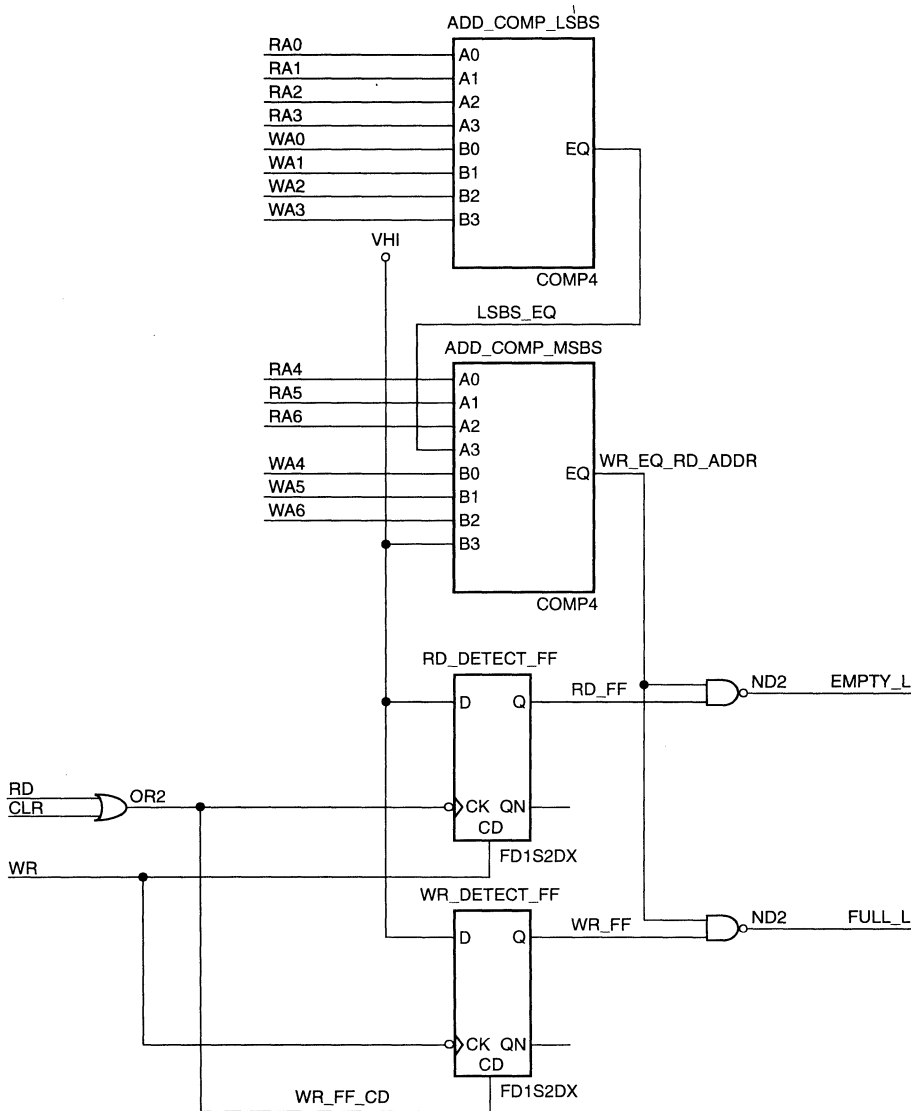 ADD_COMP_LSBS
RA0
RA1
RA2
RA3
WA0
WA1
WA2
WA3
A0
A1
A2
A3
B0
B1
B2
B3
EQ
COMP4
VHI
LSBS_EQ
ADD_COMP_MSBS
RA4
RA5
RA6
WA4
WA5
WA6
A0
A1
A2
A3
B0
B1
B2
B3
EQ
WR_EQ_RD_ADDR
COMP4
RD_DETECT_FF
D
Q
RD_FF
ND2
EMPTY_L
RD
CLR
OR2
CK
QN
CD
FD1S2DX
WR
WR_DETECT_FF
D
Q
WR_FF
ND2
FULL_L
CK
QN
CD
FD1S2DX
WR_FF_CD